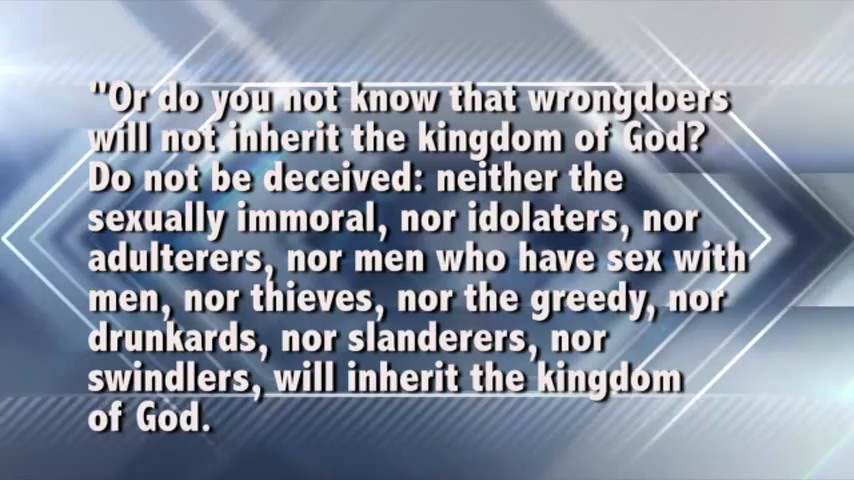 "Or do you not know that wrongdoers
will not inherit the kingdom of God?
Do not be deceived: neither the
sexually immoral, nor idolaters, nor
adulterers, nor men who have sex with
men, nor thieves, nor the greedy, nor
drunkards, nor slanderers, nor
swindlers, will inherit the kingdom
of God.